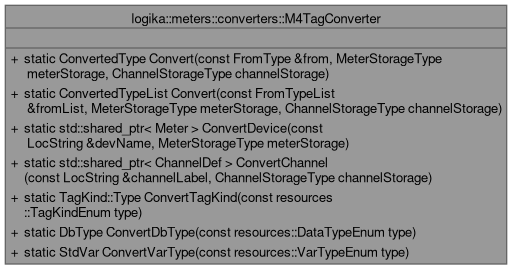 logika::meters::converters::M4TagConverter
+ static ConvertedType Convert(const FromType &from, MeterStorageType
meterStorage, ChannelStorageType channelStorage)
+ static ConvertedTypeList Convert(const FromTypeList
&fromList, MeterStorageType meterStorage, ChannelStorageType channelStorage)
+ static std::shared_ptr< Meter > ConvertDevice(const
LocString &devName, MeterStorageType meterStorage)
+ static std::shared_ptr< ChannelDef > ConvertChannel
(const LocString &channelLabel, ChannelStorageType channelStorage)
+ static TagKind::Type ConvertTagKind(const resources
::TagKindEnum type)
+ static DbType ConvertDbType(const resources::DataTypeEnum type)
+ static StdVar ConvertVarType(const resources::VarTypeEnum type)